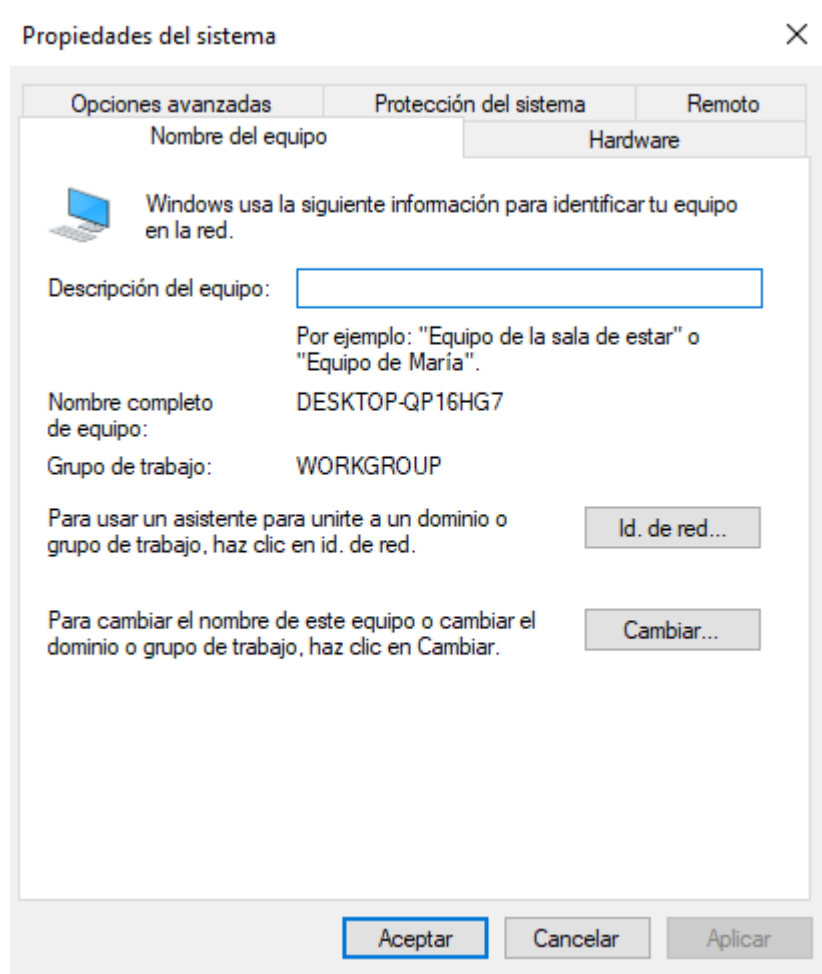 Propiedades del sistema
Opciones avanzadas
Protección del sistema
Remoto
Nombre del equipo
Hardware
Windows usa la siguiente información para identificar tu equipo
en la red.
Descripción del equipo:
Por ejemplo: "Equipo de la sala de estar" o
"Equipo de María".
Nombre completo
de equipo:
DESKTOP-QP16HG7
Grupo de trabajo:
WORKGROUP
Para usar un asistente para unirte a un dominio o
grupo de trabajo, haz clic en id. de red.
Id. de red...
Para cambiar el nombre de este equipo o cambiar el
dominio o grupo de trabajo, haz clic en Cambiar.
Cambiar...
Aceptar
Cancelar
Aplicar